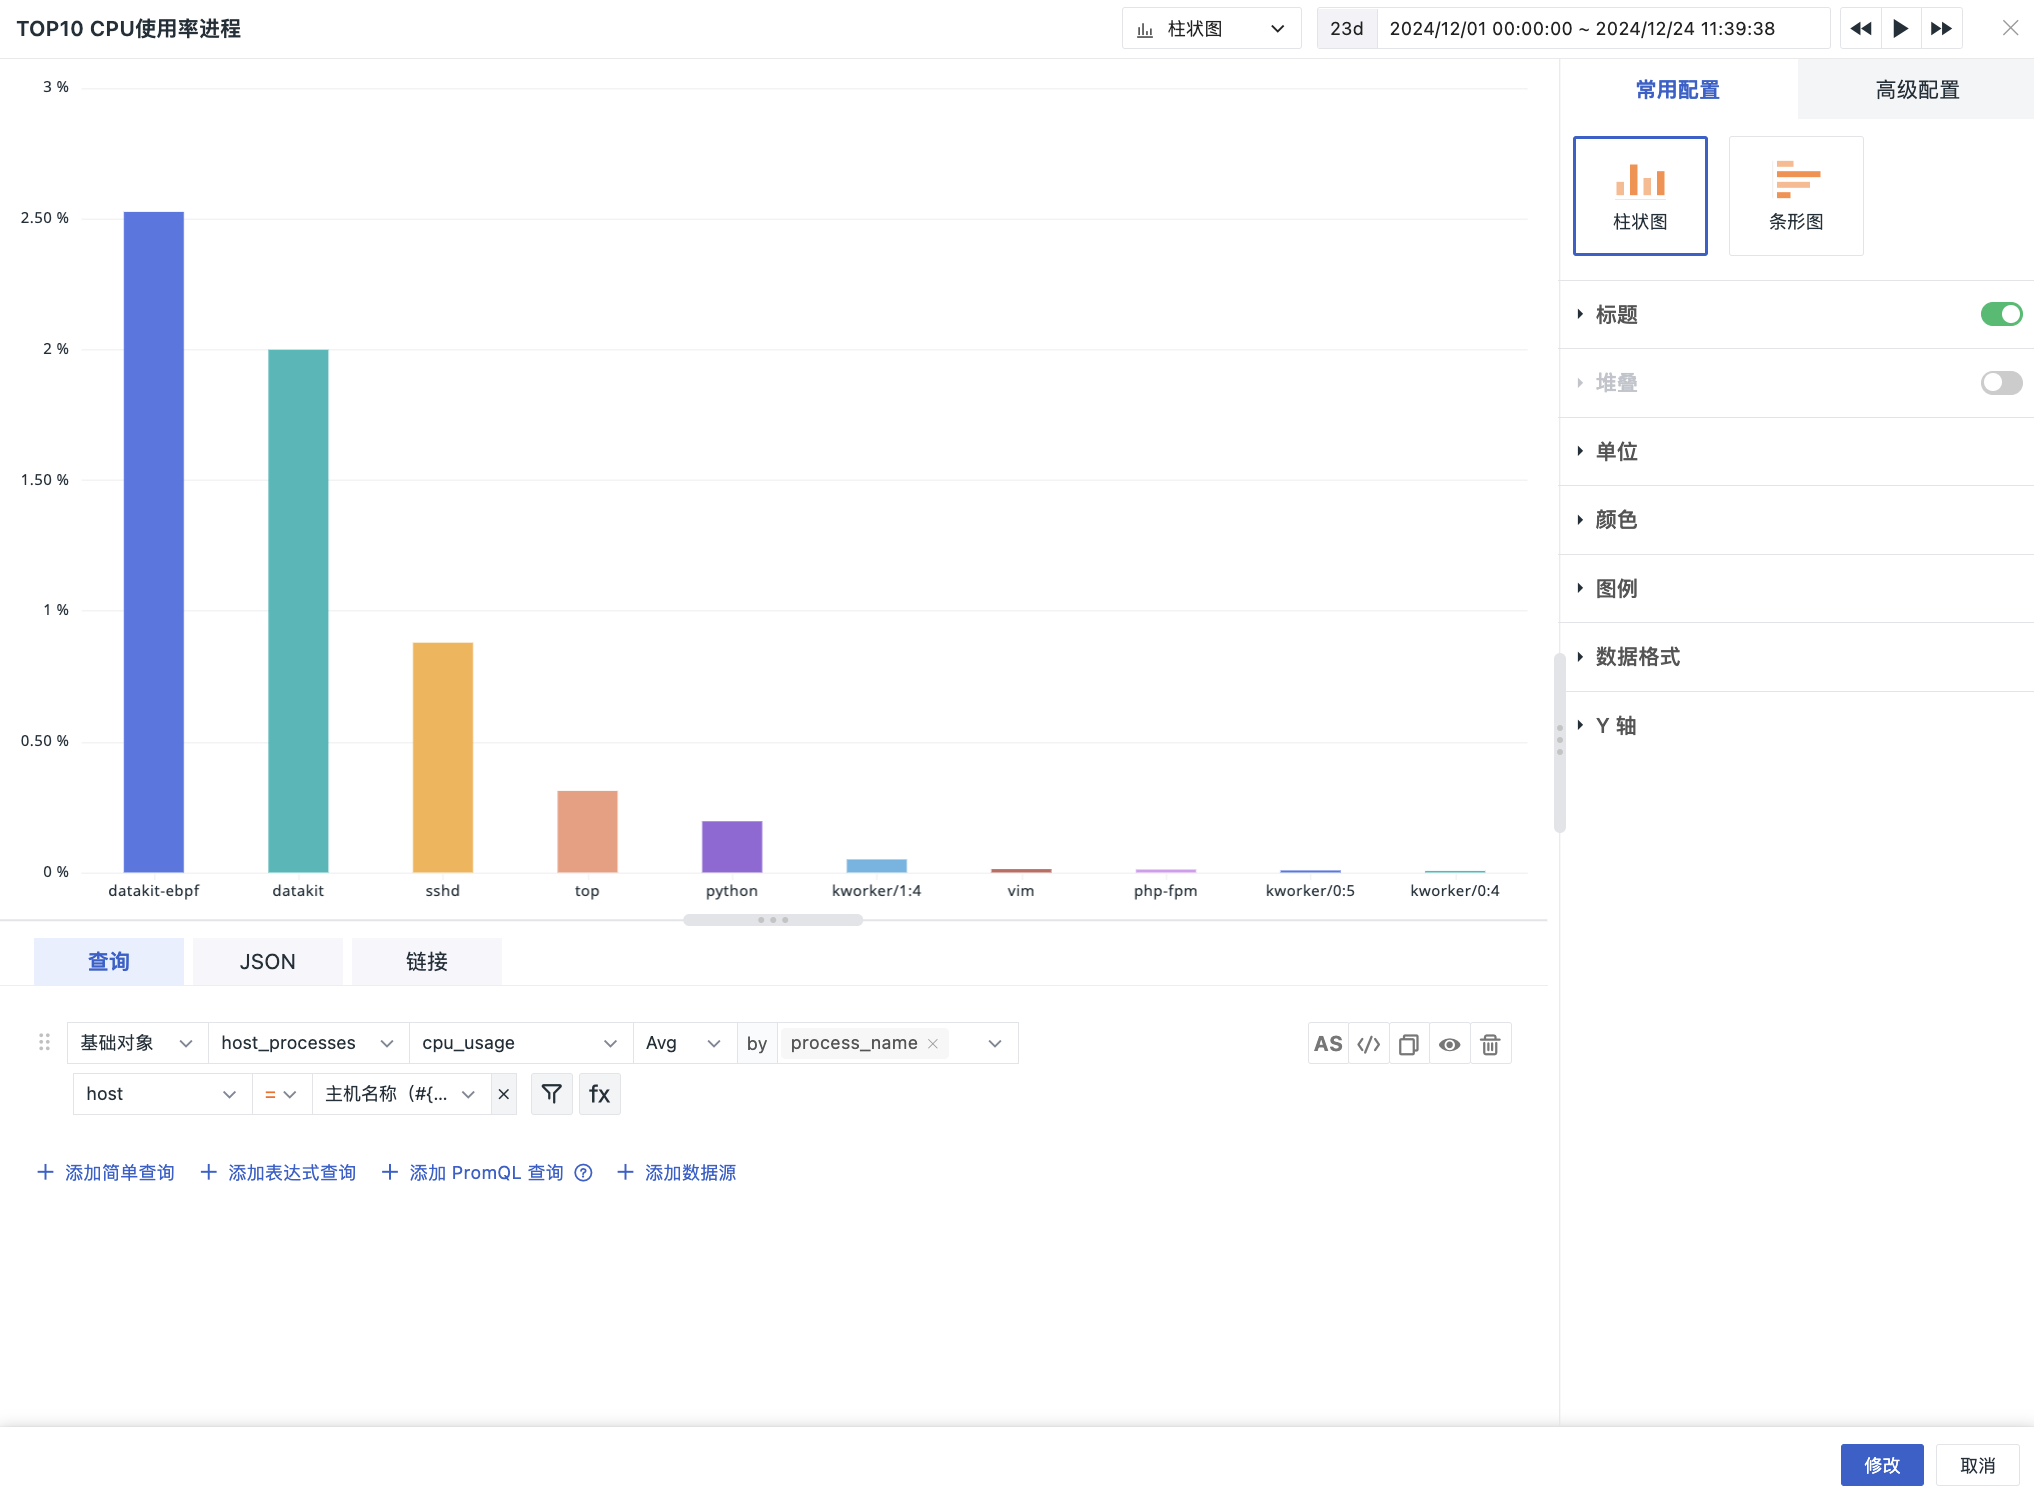 TOP10 CPU使用率进程
柱状图
23d 2024/12/01 00:00:00 ~ 2024/12/24 11:39:38
常用配置 高级配置
柱状图 条形图
标题
堆叠
单位
颜色
图例
数据格式
Y 轴
3 %
2.50 %
2 %
1.50 %
1 %
0.50 %
0 %
datakit-ebpf datakit sshd top python kworker/1:4 vim php-fpm kworker/0:5 kworker/0:4
查询 JSON 链接
基础对象 host_processes cpu_usage Avg by process_name × AS </>
host = 主机名称（#{... × fx
+ 添加简单查询 + 添加表达式查询 + 添加 PromQL 查询 ? + 添加数据源
修改 取消